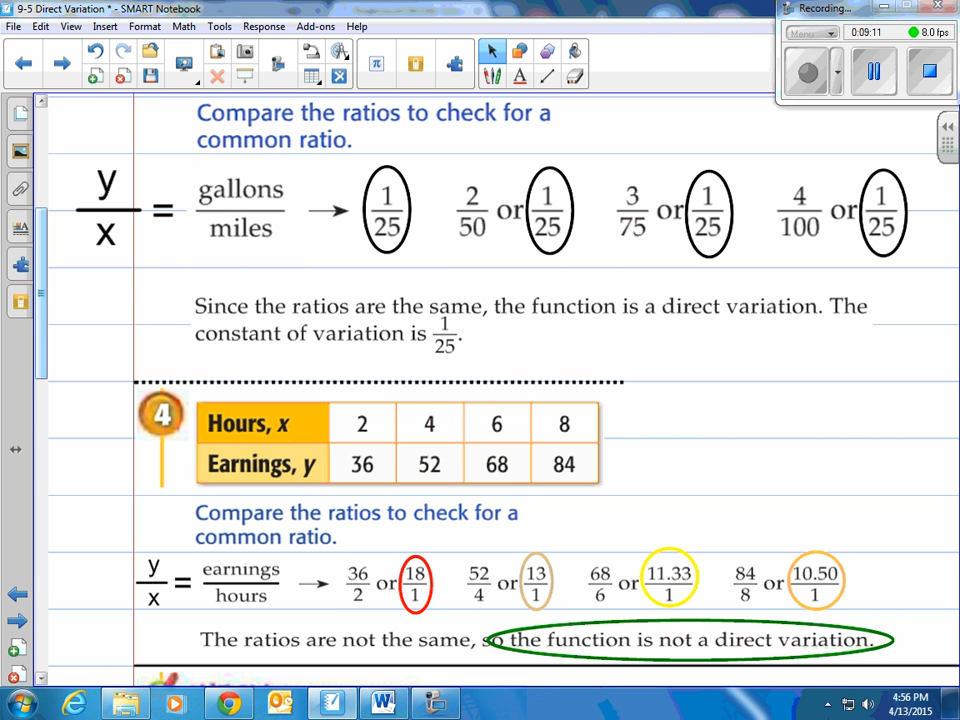 9-5 Direct Variation * - SMART Notebook
File Edit View Insert Format Math Tools Response Add-ons Help
Recording...
Menu 0:09:11 8.0 fps
Compare the ratios to check for a
common ratio.
y/x = gallons/miles → 1/25 2/50 or 1/25 3/75 or 1/25 4/100 or 1/25
Since the ratios are the same, the function is a direct variation. The
constant of variation is 1/25.
4
Hours, x 2 4 6 8
Earnings, y 36 52 68 84
Compare the ratios to check for a
common ratio.
y/x = earnings/hours → 36/2 or 18/1 52/4 or 13/1 68/6 or 11.33/1 84/8 or 10.50/1
The ratios are not the same, so the function is not a direct variation.
4:56 PM
4/13/2015